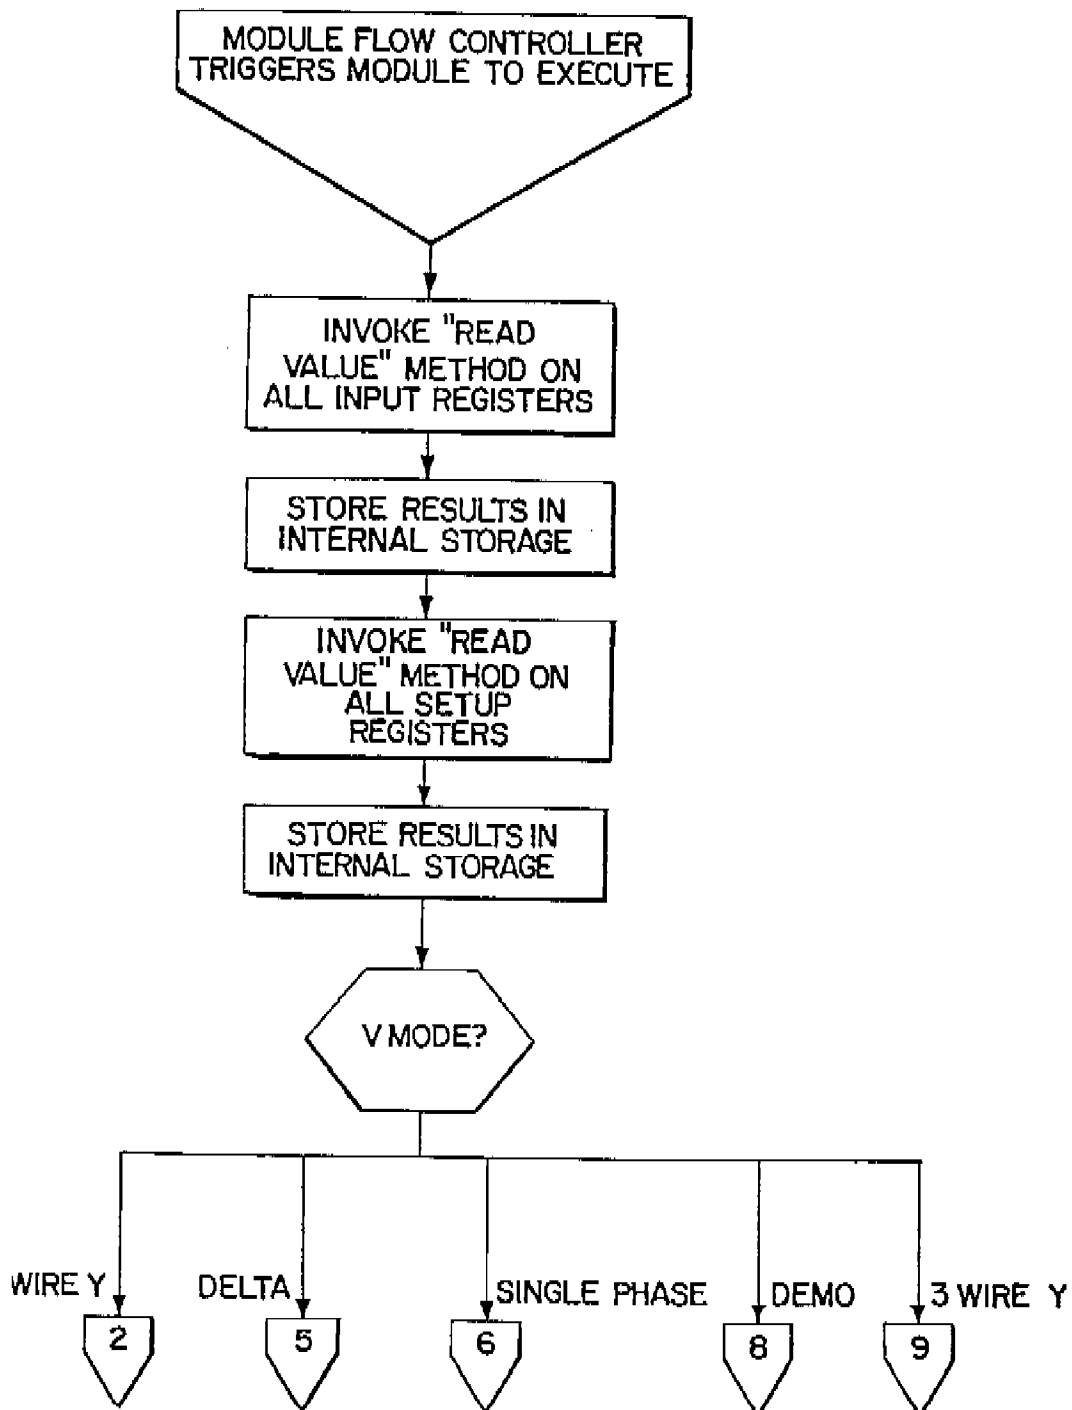 MODULE FLOW CONTROLLER
TRIGGERS MODULE TO EXECUTE
INVOKE "READ
VALUE" METHOD ON
ALL INPUT REGISTERS
STORE RESULTS IN
INTERNAL STORAGE
INVOKE "READ
VALUE" METHOD ON
ALL SETUP
REGISTERS
STORE RESULTS IN
INTERNAL STORAGE
V MODE?
WIRE Y
DELTA
SINGLE PHASE
DEMO
3 WIRE Y
2
5
6
8
9